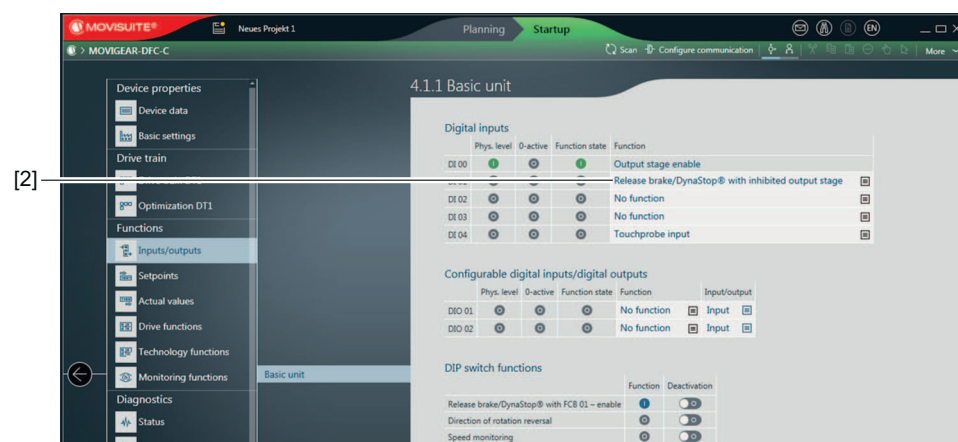 MOVISUITE®
Neues Projekt 1
Planning
Startup
EN
> MOVIGEAR-DFC-C
Scan
Configure communication
More
Device properties
Device data
Basic settings
Drive train
Optimization DT1
Functions
Inputs/outputs
Setpoints
Actual values
Drive functions
Technology functions
Monitoring functions
Diagnostics
Status
Basic unit
[2]
4.1.1 Basic unit
Digital inputs
Phys. level 0-active Function state Function
DI 00 Output stage enable
Release brake/DynaStop® with inhibited output stage
DI 02 No function
DI 03 No function
DI 04 Touchprobe input
Configurable digital inputs/digital outputs
Phys. level 0-active Function state Function Input/output
DIO 01 No function Input
DIO 02 No function Input
DIP switch functions
Function Deactivation
Release brake/DynaStop® with FCB 01 – enable
Direction of rotation reversal
Speed monitoring